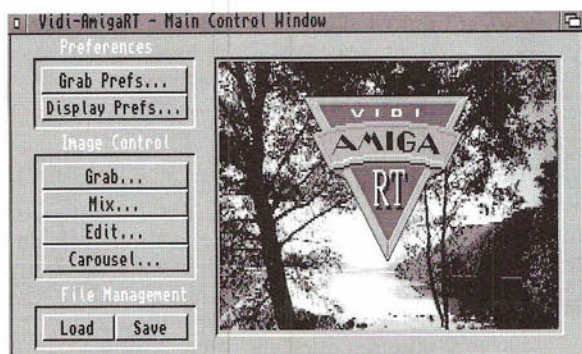 Vidi-AmigaRT - Main Control Window
Preferences
Grab Prefs...
Display Prefs...
Image Control
Grab...
Mix...
Edit...
Carousel...
File Management
Load
Save
VIDI
AMIGA
RT